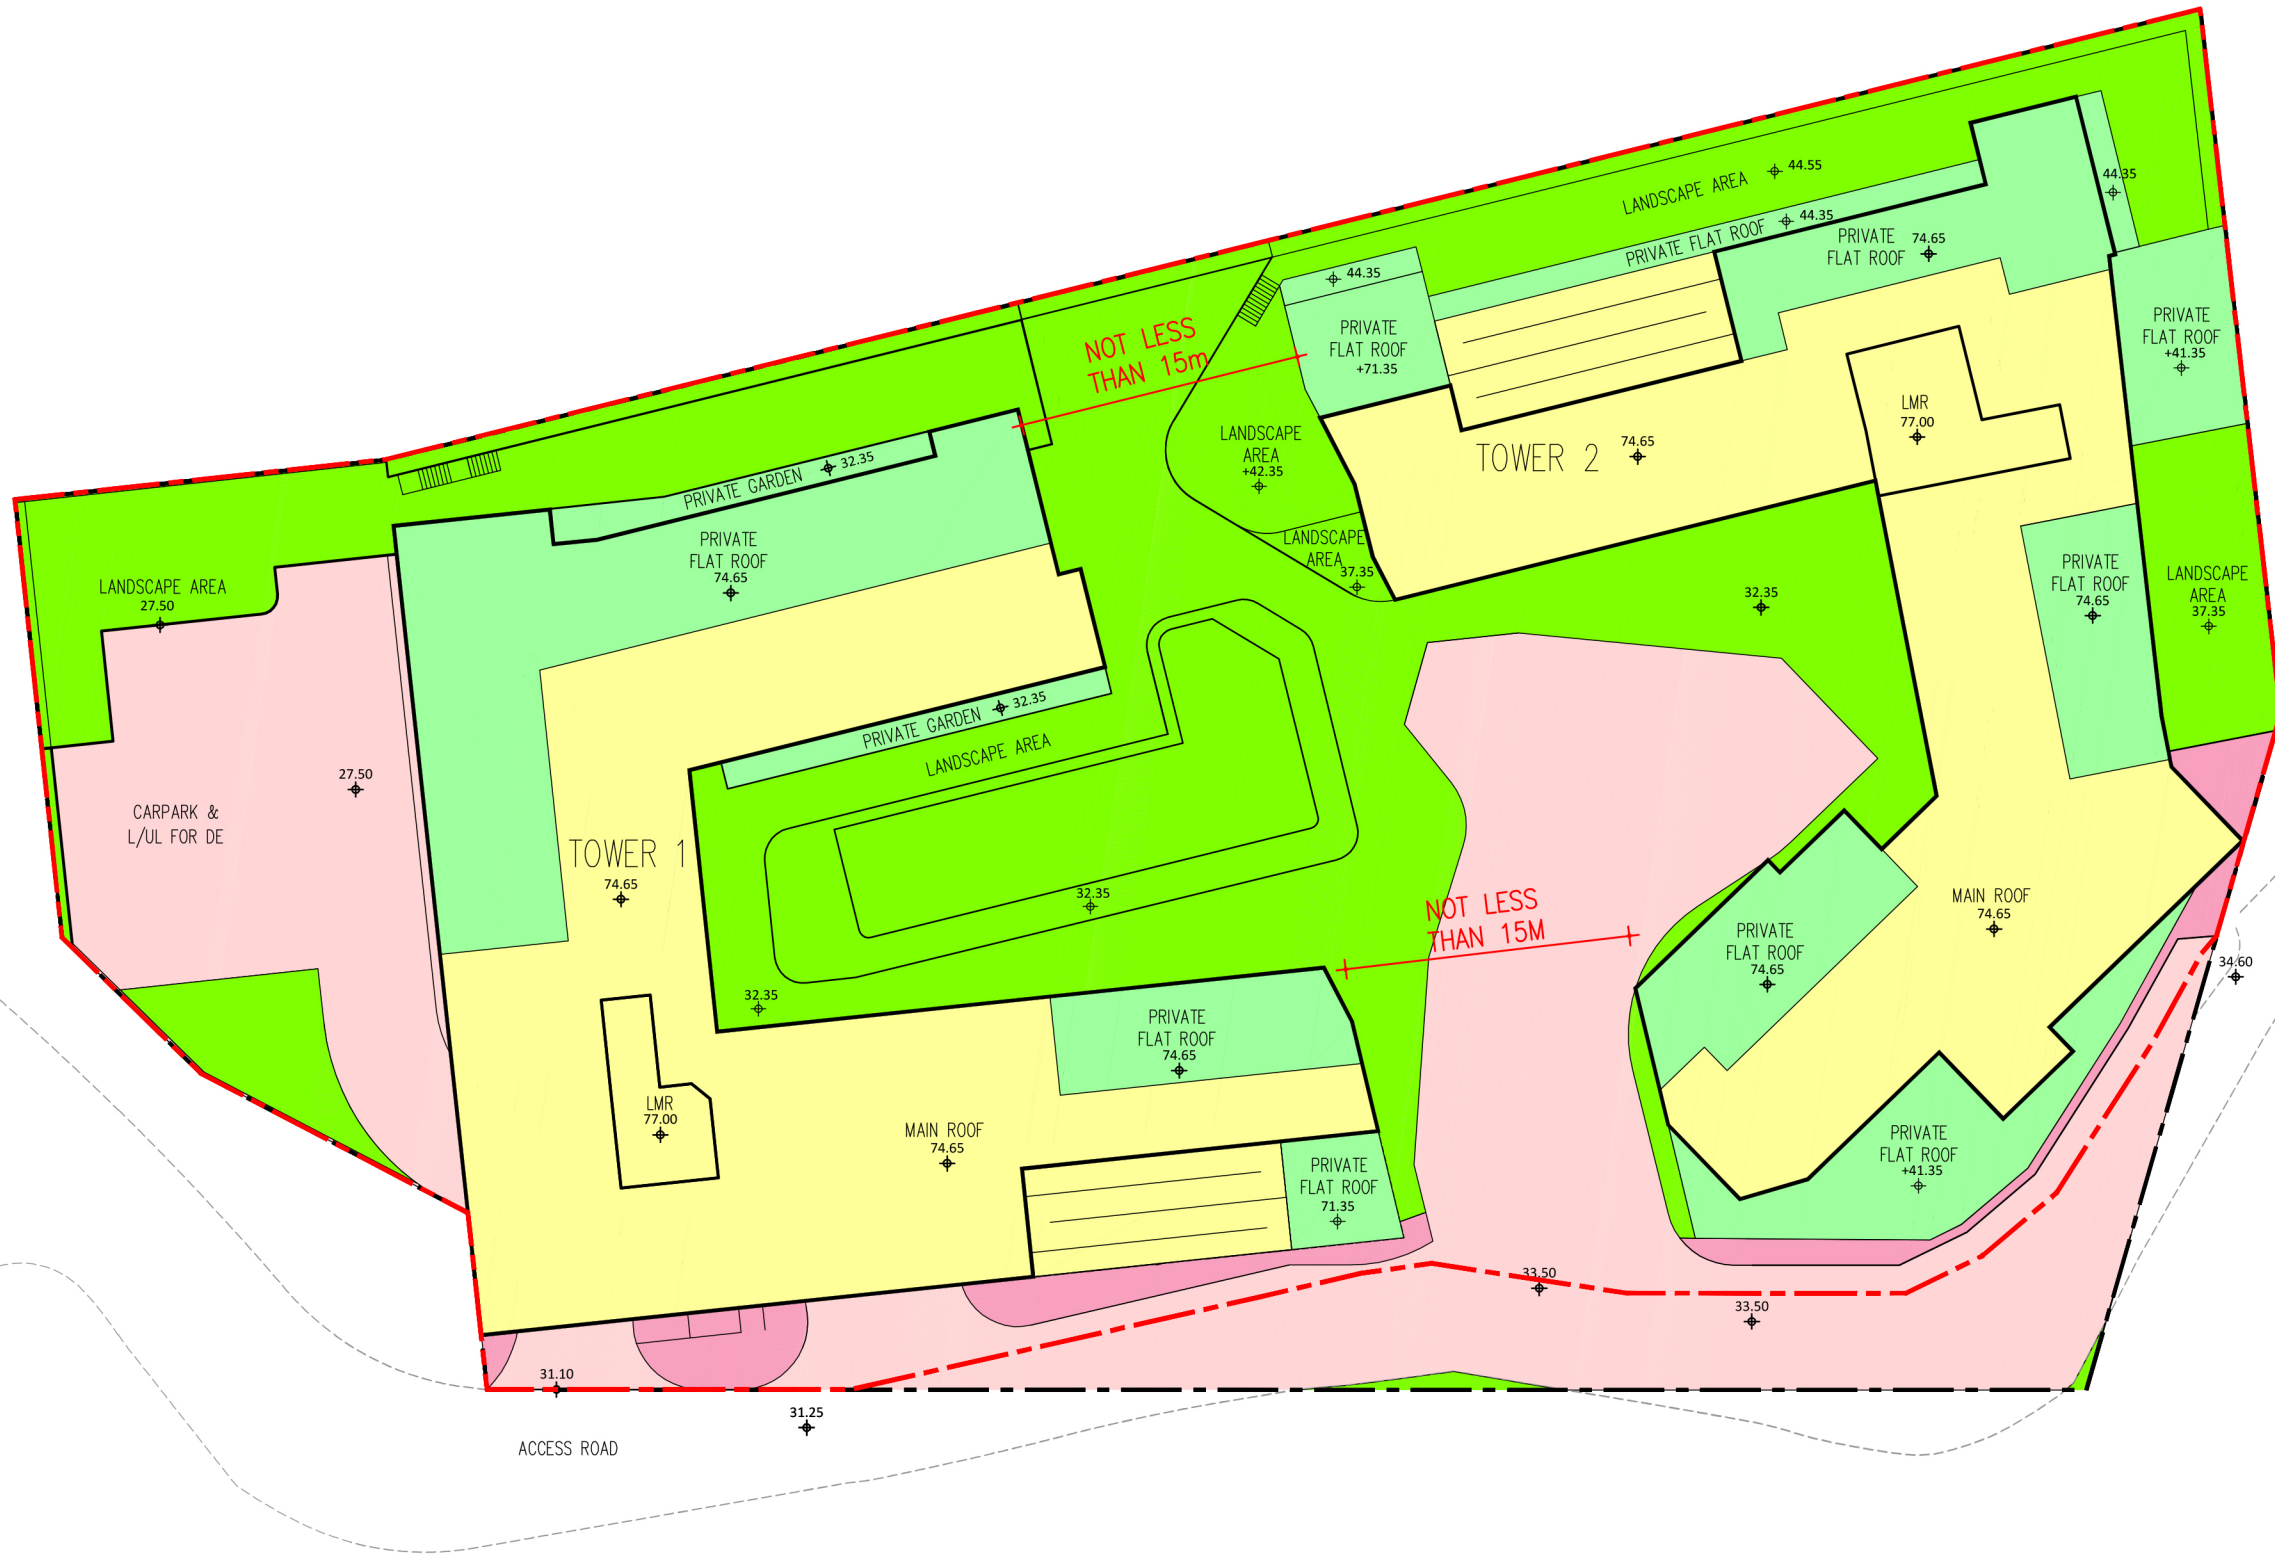 44.55
LANDSCAPE AREA
44.35
44.35
PRIVATE FLAT ROOF
PRIVATE
FLAT ROOF
74.65
44.35
NOT LESS
THAN 15m
PRIVATE
FLAT ROOF
+71.35
PRIVATE
FLAT ROOF
+41.35
LMR
77.00
LANDSCAPE
AREA
+42.35
TOWER 2
74.65
PRIVATE GARDEN
32.35
PRIVATE
FLAT ROOF
74.65
LANDSCAPE
AREA
37.35
LANDSCAPE AREA
27.50
32.35
PRIVATE
FLAT ROOF
74.65
LANDSCAPE
AREA
37.35
PRIVATE GARDEN
32.35
LANDSCAPE AREA
27.50
CARPARK &
L/UL FOR DE
TOWER 1
74.65
32.35
NOT LESS
THAN 15M
MAIN ROOF
74.65
PRIVATE
FLAT ROOF
74.65
34.60
32.35
PRIVATE
FLAT ROOF
74.65
LMR
77.00
MAIN ROOF
74.65
PRIVATE
FLAT ROOF
71.35
PRIVATE
FLAT ROOF
+41.35
33.50
33.50
31.10
31.25
ACCESS ROAD